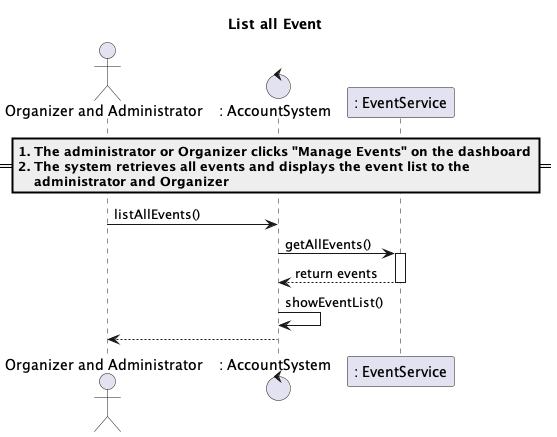 List all Event
Organizer and Administrator
: AccountSystem
: EventService
1. The administrator or Organizer clicks "Manage Events" on the dashboard
2. The system retrieves all events and displays the event list to the
administrator and Organizer
listAllEvents()
getAllEvents()
return events
showEventList()
Organizer and Administrator
: AccountSystem
: EventService